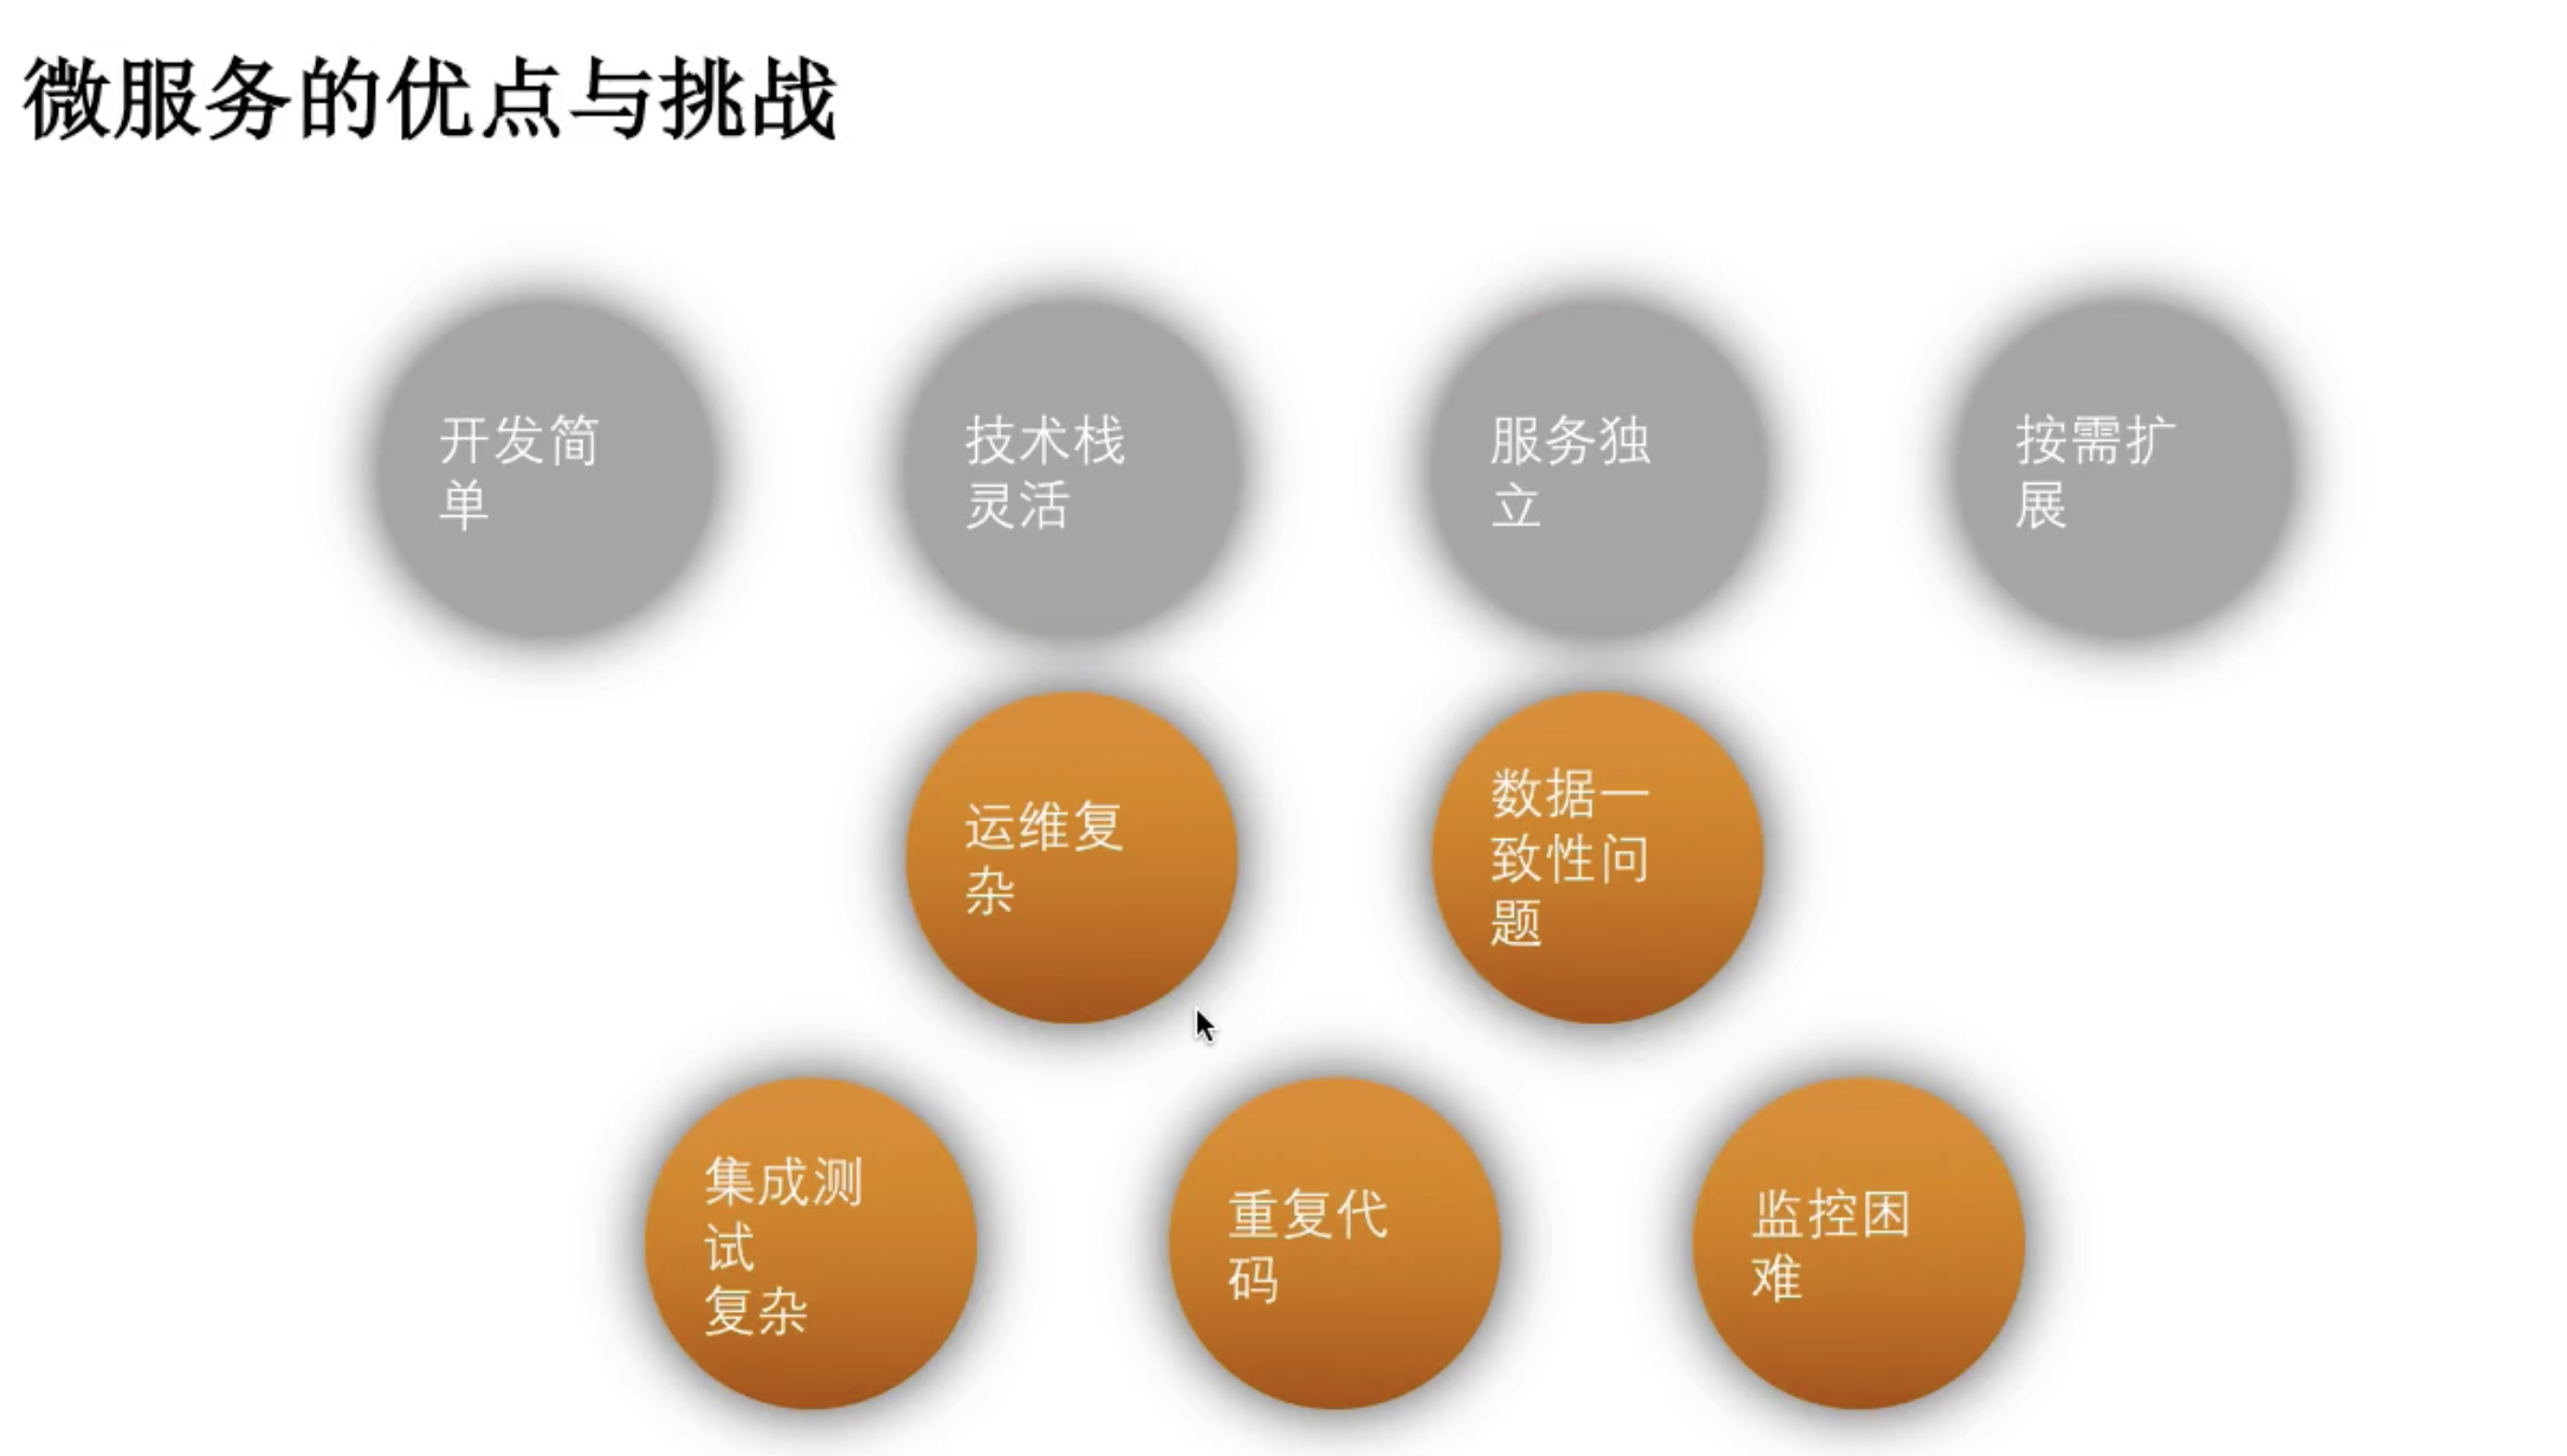 微服务的优点与挑战
开发简
单
技术栈
灵活
服务独
立
按需扩
展
运维复
杂
数据一
致性问
题
集成测
试
复杂
重复代
码
监控困
难